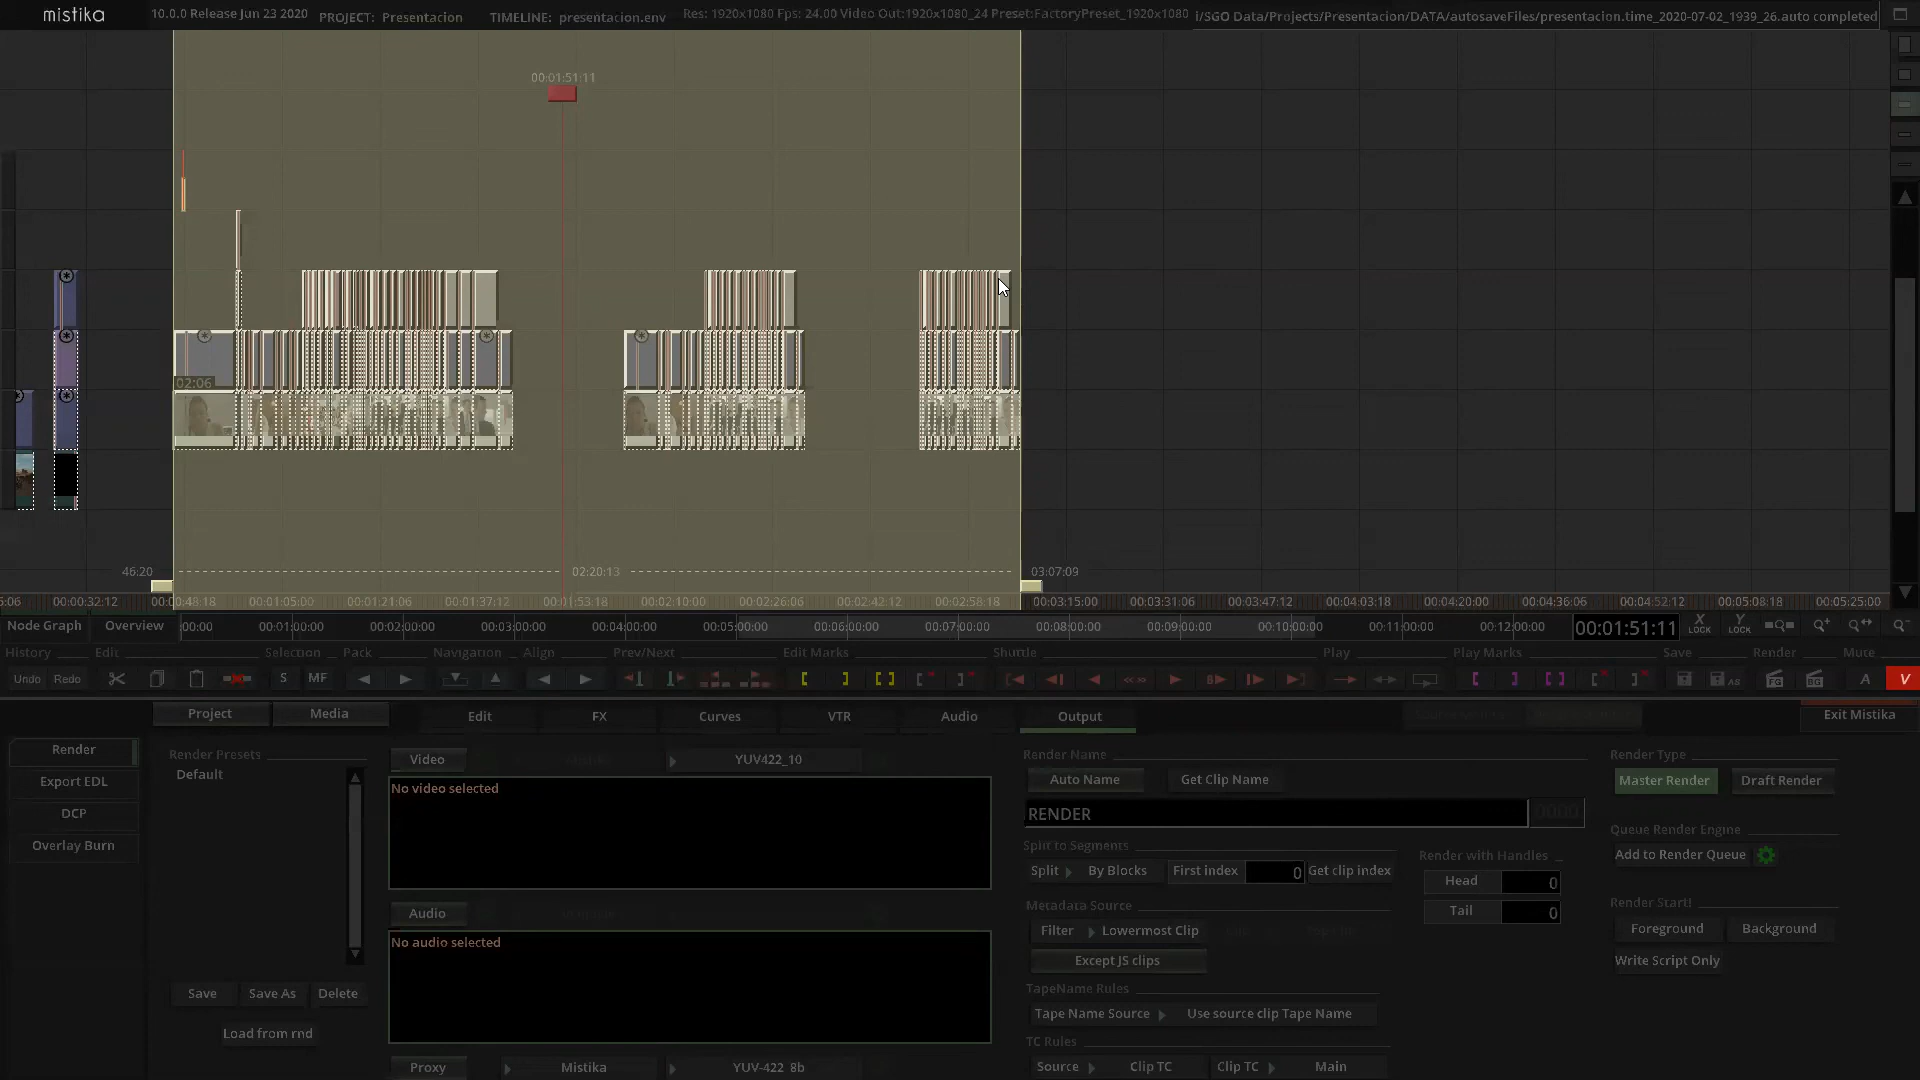 mistika 10.0.0 Release Jun 23 2020 PROJECT: Presentacion TIMELINE: presentacion.env Res: 1920x1080 Fps: 24.00 Video Out:1920x1080_24 Preset:FactoryPreset_1920x1080 i/SGO Data/Projects/Presentacion/DATA/autosaveFiles/presentacion.time_2020-07-02_1939_26.auto completed
00:01:51:11
02:06
46:20 02:20:13 03:07:09
5:06 00:00:32:12 00:00:48:18 00:01:05:00 00:01:21:06 00:01:37:12 00:01:53:18 00:02:10:00 00:02:26:06 00:02:42:12 00:02:58:18 00:03:15:00 00:03:31:06 00:03:47:12 00:04:03:18 00:04:20:00 00:04:36:06 00:04:52:12 00:05:08:18 00:05:25:00
Node Graph Overview 00:00 00:01:00:00 00:02:00:00 00:03:00:00 00:04:00:00 00:05:00:00 00:06:00:00 00:07:00:00 00:08:00:00 00:09:00:00 00:10:00:00 00:11:00:00 00:12:00:00 00:01:51:11 X LOCK Y LOCK
History Edit Selection Pack Navigation Align Prev/Next Edit Marks Shuttle Play Play Marks Save Render Mute
Undo Redo S MF AS FG BG A V
Project Media Edit FX Curves VTR Audio Output Exit Mistika
Render Render Presets Video YUV422_10 Render Name Render Type
Export EDL Default No video selected Auto Name Get Clip Name Master Render Draft Render
DCP RENDER 0000 Queue Render Engine
Overlay Burn Split to Segments Render with Handles Add to Render Queue
Split By Blocks First index 0 Get clip index Head 0
Audio Metadata Source Tail 0 Render Start!
No audio selected Filter Lowermost Clip Foreground Background
Except JS clips Write Script Only
Save Save As Delete TapeName Rules
Load from rnd Tape Name Source Use source clip Tape Name
TC Rules
Proxy Mistika YUV-422 8b Source Clip TC Clip TC Main